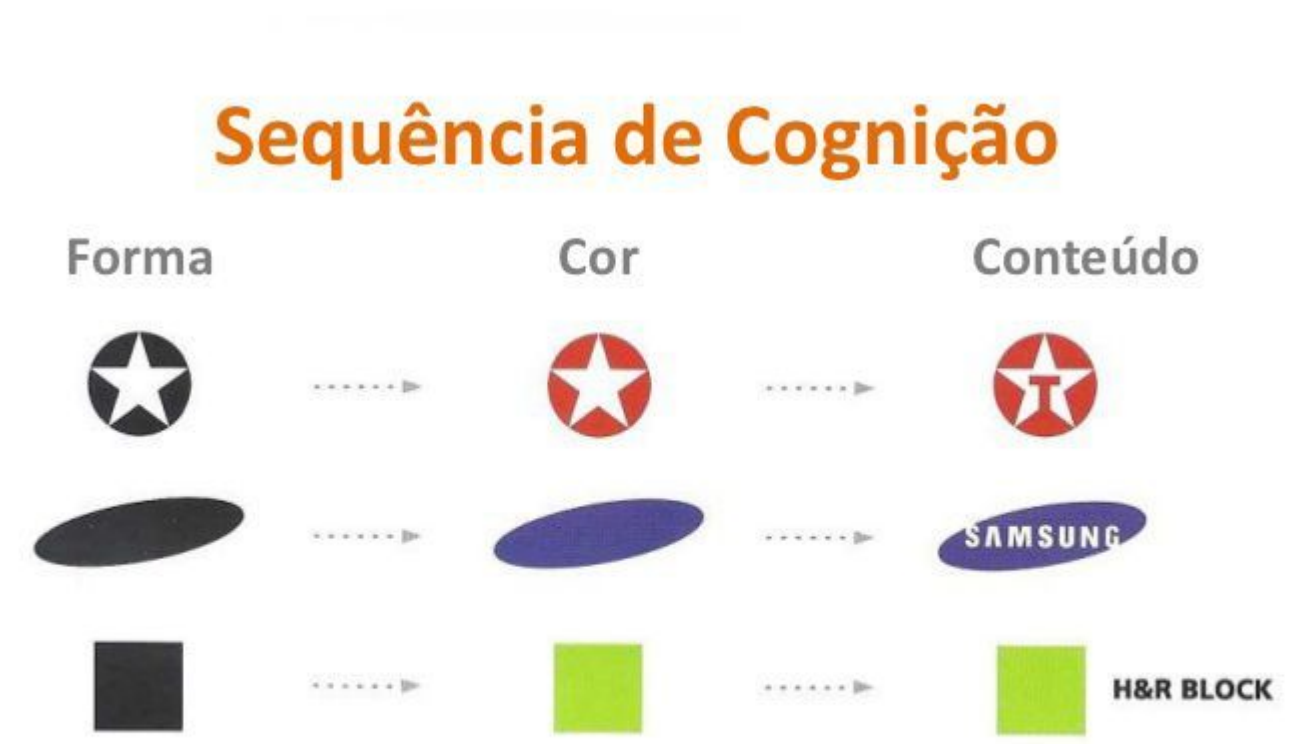 Sequência de Cognição
Forma Cor Conteúdo
T
SAMSUNG
H&R BLOCK